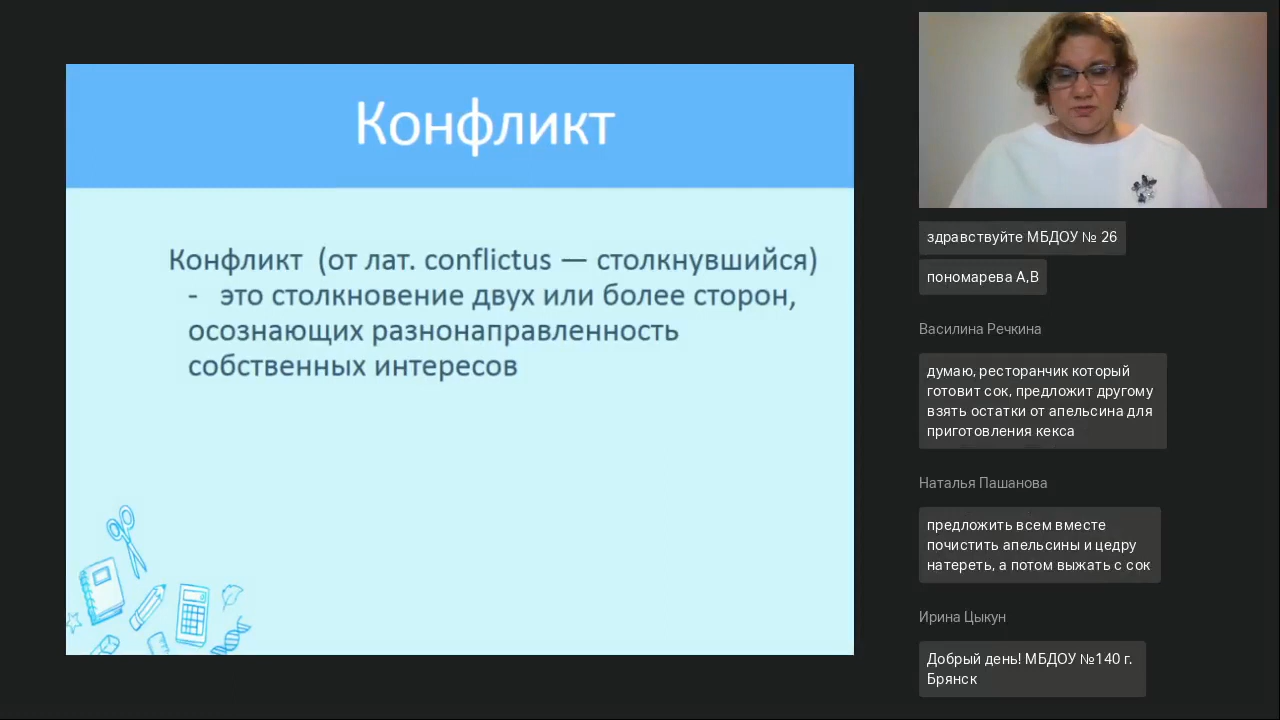 Конфликт
Конфликт (от лат. conflictus — столкнувшийся)
- это столкновение двух или более сторон,
осознающих разнонаправленность
собственных интересов
здравствуйте МБДОУ № 26
пономарева А,В
Василина Речкина
думаю, ресторанчик который
готовит сок, предложит другому
взять остатки от апельсина для
приготовления кекса
Наталья Пашанова
предложить всем вместе
почистить апельсины и цедру
натереть, а потом выжать с сок
Ирина Цыкун
Добрый день! МБДОУ №140 г.
Брянск